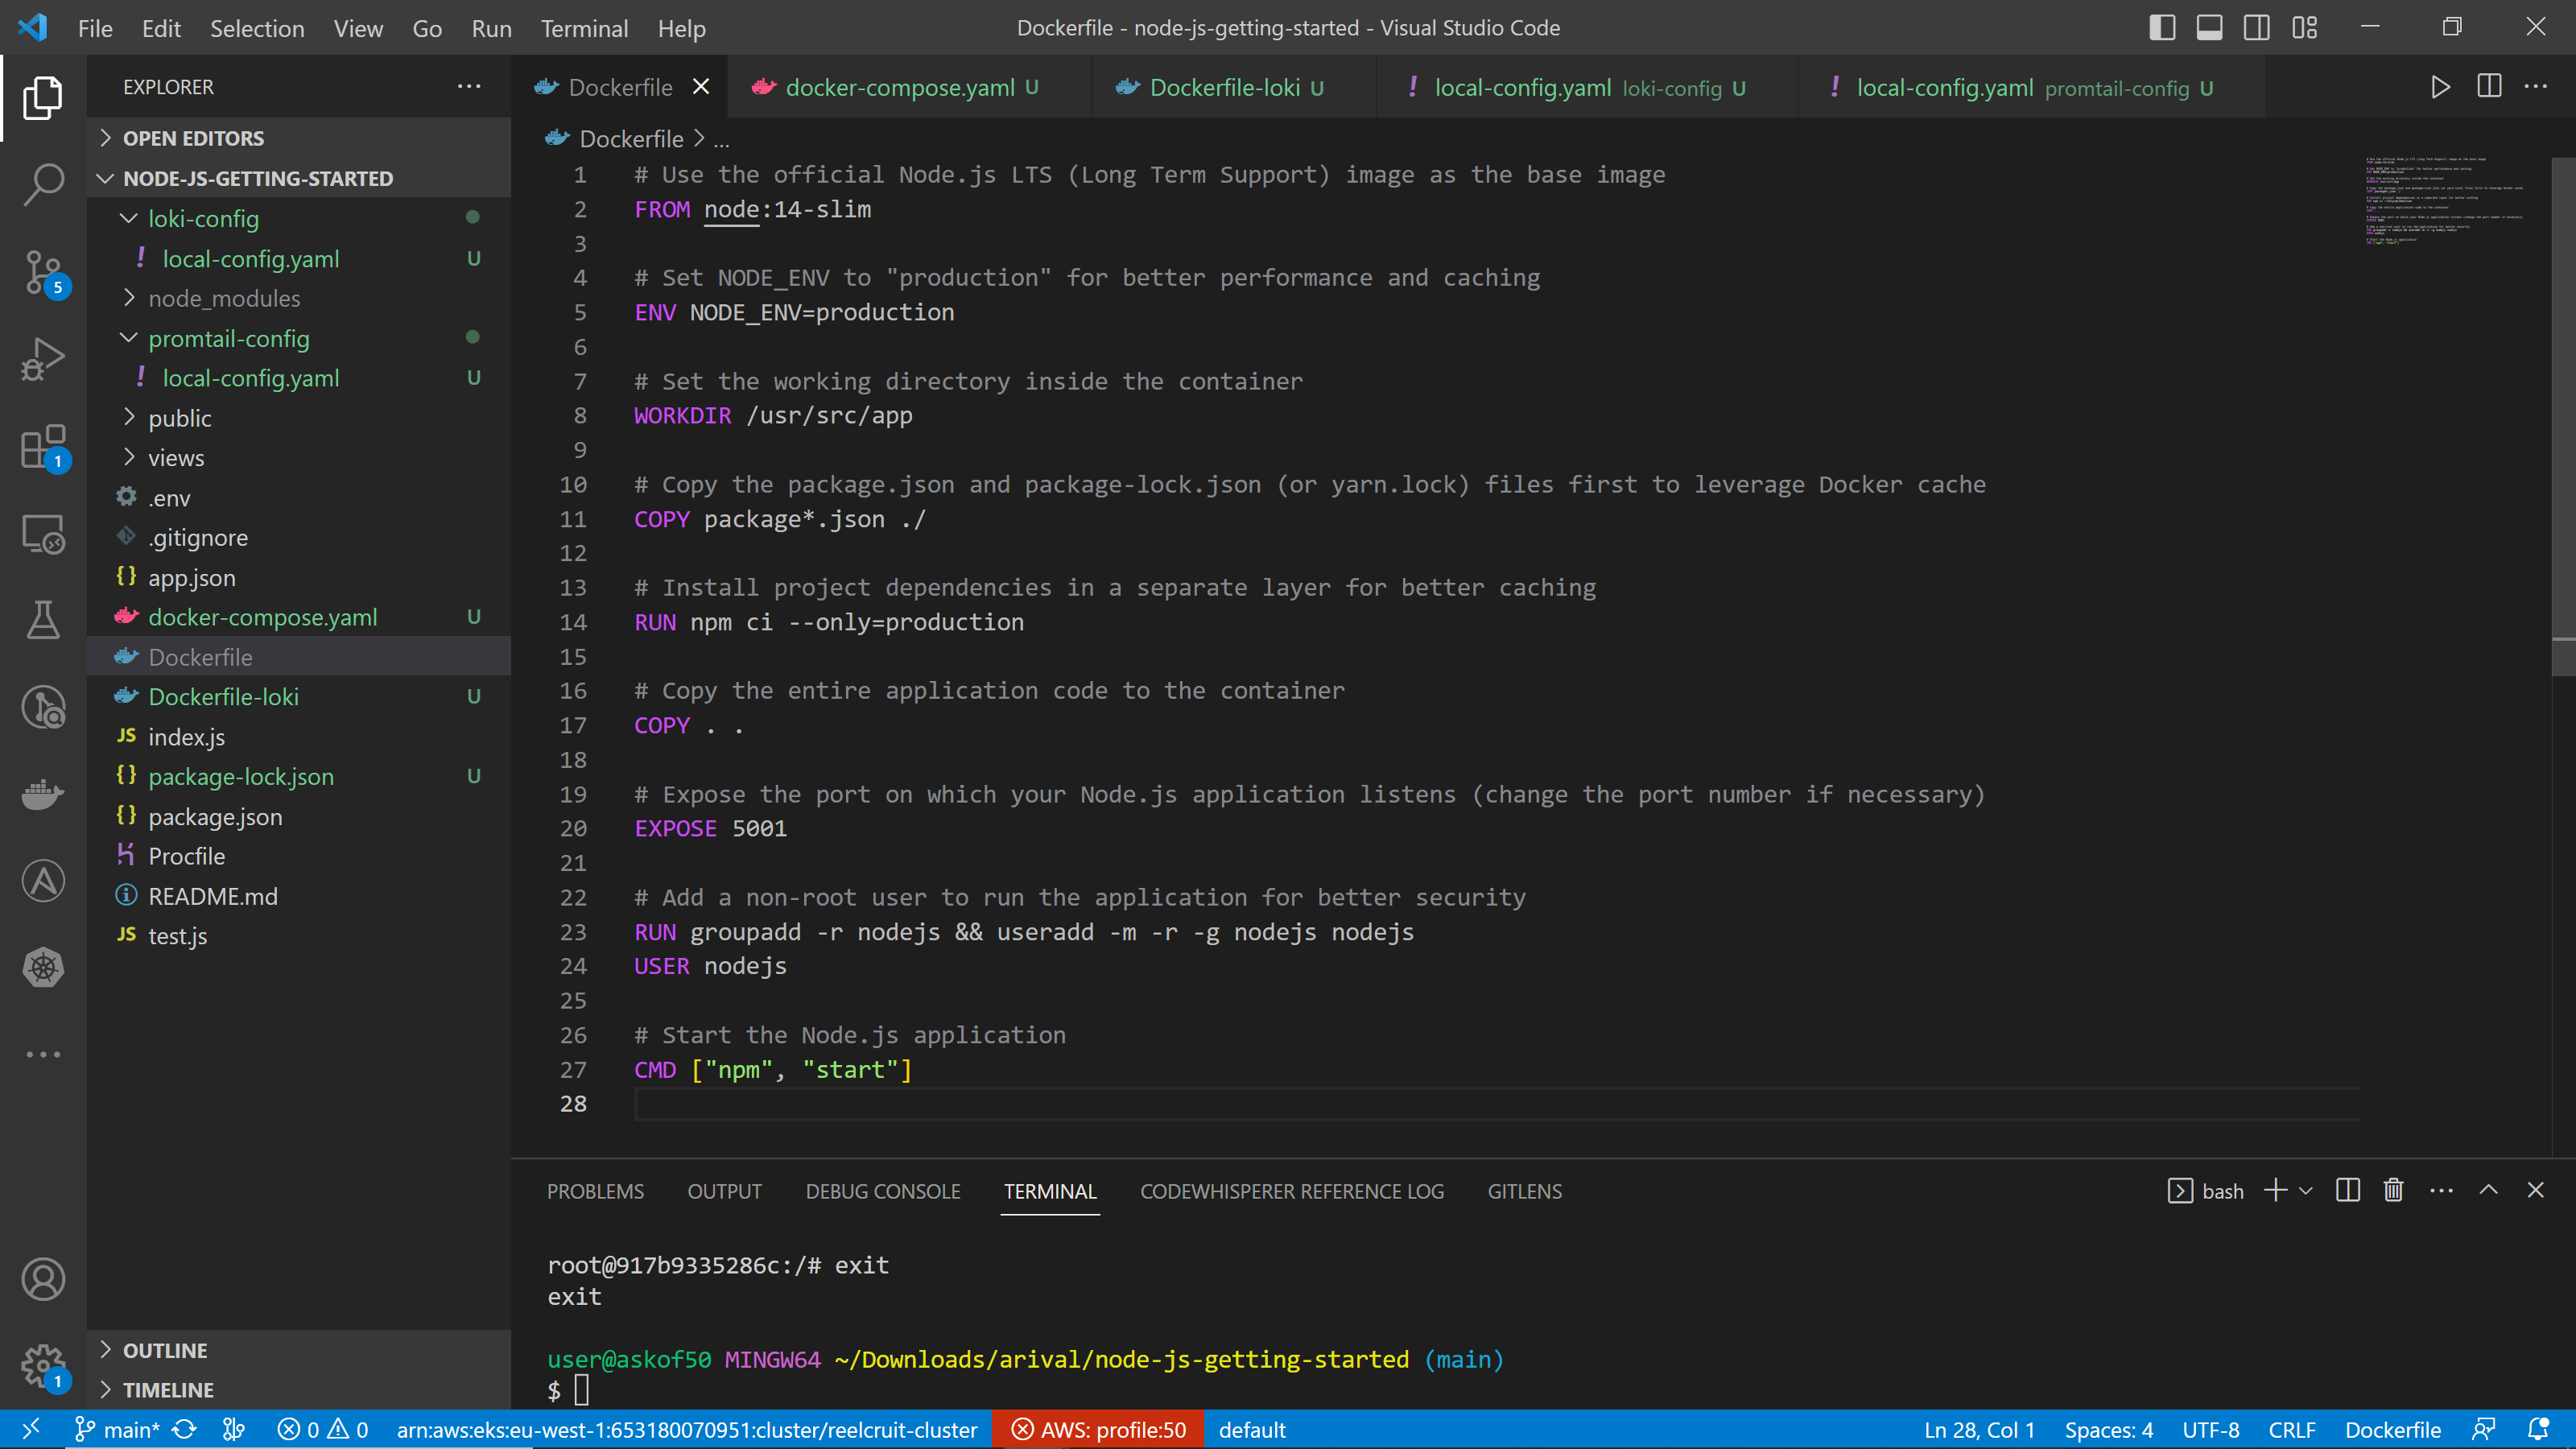 File Edit Selection View Go Run Terminal Help
Dockerfile - node-js-getting-started - Visual Studio Code
EXPLORER
OPEN EDITORS
NODE-JS-GETTING-STARTED
loki-config
local-config.yaml U
node_modules
promtail-config
local-config.yaml U
public
views
.env
.gitignore
app.json
docker-compose.yaml U
Dockerfile
Dockerfile-loki U
index.js
package-lock.json U
package.json
Procfile
README.md
test.js
OUTLINE
TIMELINE
5
1
1
Dockerfile docker-compose.yaml U Dockerfile-loki U local-config.yaml loki-config U local-config.yaml promtail-config U
Dockerfile > ...
1 # Use the official Node.js LTS (Long Term Support) image as the base image
2 FROM node:14-slim
3
4 # Set NODE_ENV to "production" for better performance and caching
5 ENV NODE_ENV=production
6
7 # Set the working directory inside the container
8 WORKDIR /usr/src/app
9
10 # Copy the package.json and package-lock.json (or yarn.lock) files first to leverage Docker cache
11 COPY package*.json ./
12
13 # Install project dependencies in a separate layer for better caching
14 RUN npm ci --only=production
15
16 # Copy the entire application code to the container
17 COPY . .
18
19 # Expose the port on which your Node.js application listens (change the port number if necessary)
20 EXPOSE 5001
21
22 # Add a non-root user to run the application for better security
23 RUN groupadd -r nodejs && useradd -m -r -g nodejs nodejs
24 USER nodejs
25
26 # Start the Node.js application
27 CMD ["npm", "start"]
28
PROBLEMS OUTPUT DEBUG CONSOLE TERMINAL CODEWHISPERER REFERENCE LOG GITLENS bash
root@917b9335286c:/# exit
exit
user@askof50 MINGW64 ~/Downloads/arival/node-js-getting-started (main)
$
main* 0 0 arn:aws:eks:eu-west-1:653180070951:cluster/reelcruit-cluster AWS: profile:50 default Ln 28, Col 1 Spaces: 4 UTF-8 CRLF Dockerfile